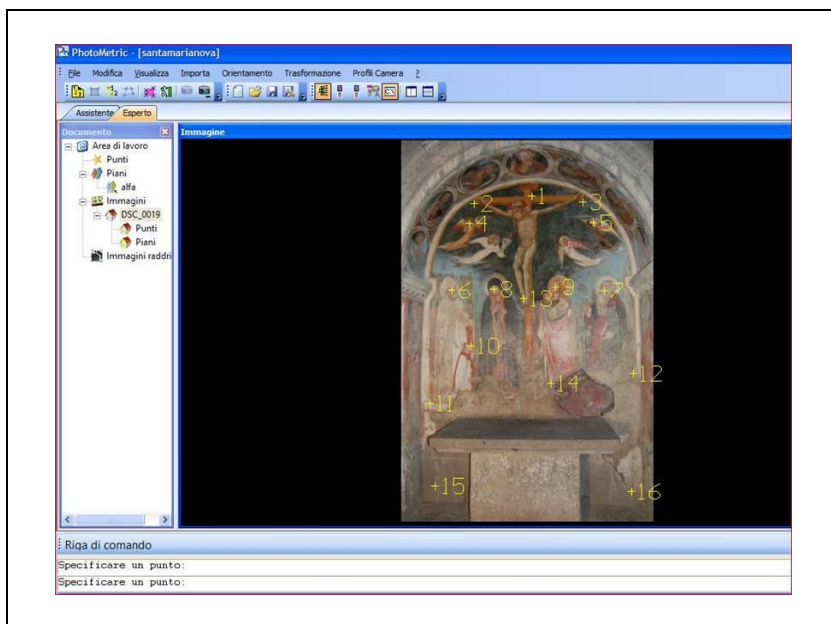 PhotoMetric - [santamarianova]
File Modifica Visualizza Importa Orientamento Trasformazione Profili Camera ?
Assistente Esperto
Documento
Immagine
Area di lavoro
Punti
Piani
alfa
Immagini
DSC_0019
Punti
Piani
Immagini raddri
+1
+2
+3
+4
+5
+6
+8
+9
+7
+13
+10
+12
+14
+11
+15
+16
Riga di comando
Specificare un punto:
Specificare un punto: